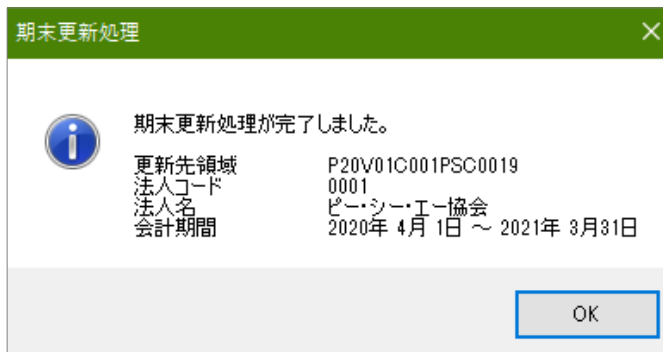 期末更新処理
期末更新処理が完了しました。
更新先領域 P20V01C001PSC0019
法人コード 0001
法人名 ピー・シー・エー協会
会計期間 2020年 4月 1日 ～ 2021年 3月31日
OK